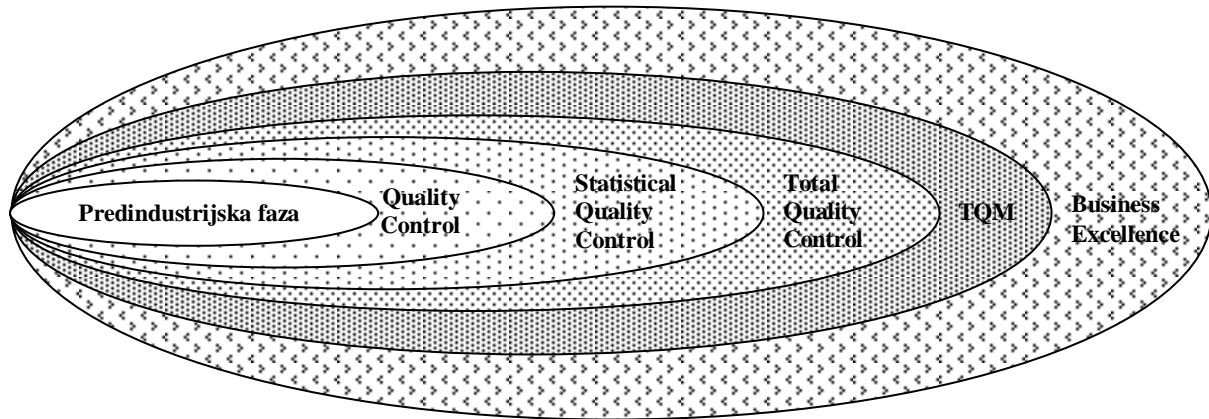 Predindustrijska faza
Quality
Control
Statistical
Quality
Control
Total
Quality
Control
TQM
Business
Excellence